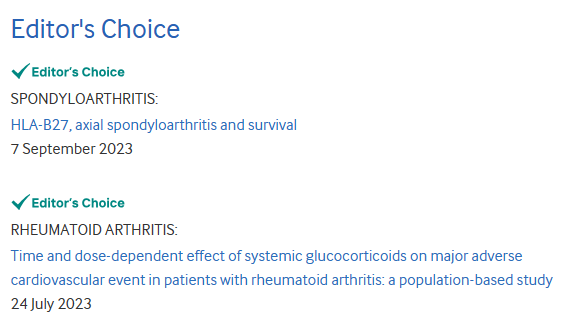 Editor's Choice
Editor's Choice
SPONDYLOARTHRITIS:
HLA-B27, axial spondyloarthritis and survival
7 September 2023
Editor's Choice
RHEUMATOID ARTHRITIS:
Time and dose-dependent effect of systemic glucocorticoids on major adverse
cardiovascular event in patients with rheumatoid arthritis: a population-based study
24 July 2023